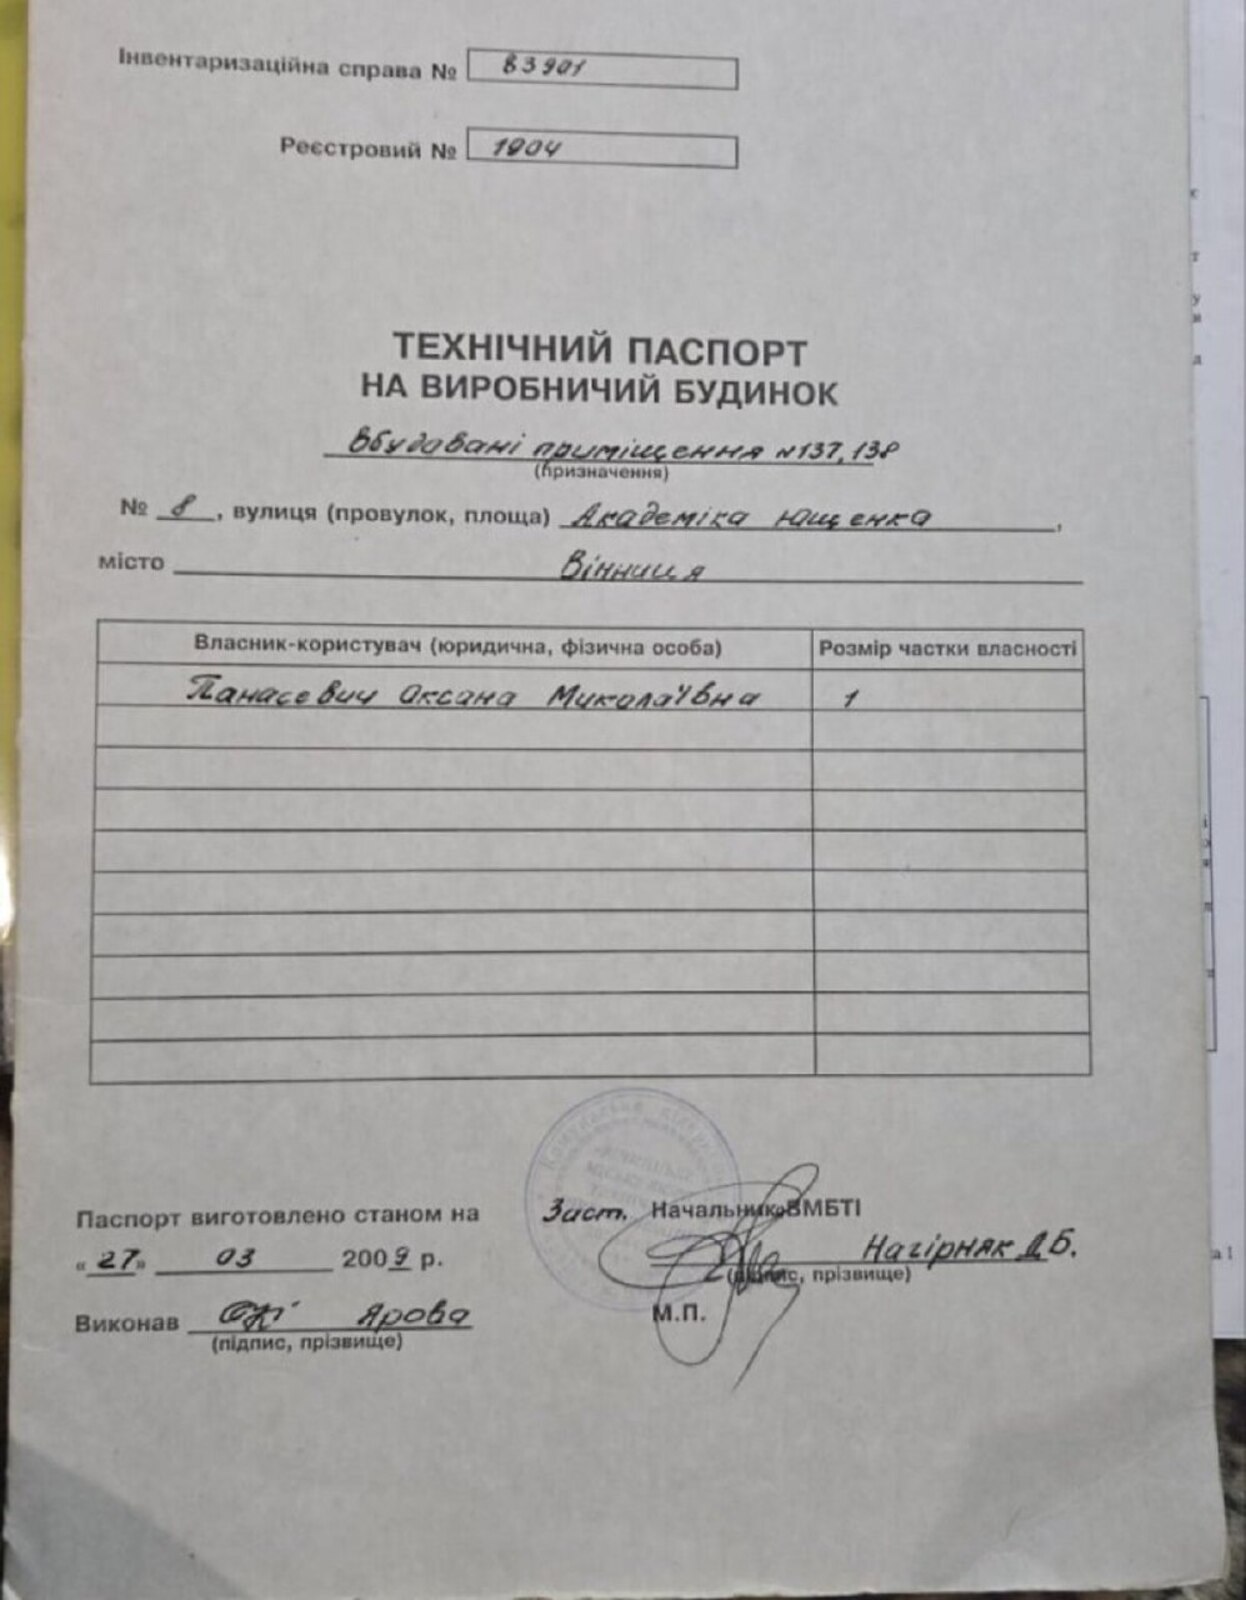 Інвентаризаційна справа № 83901
Реєстровий № 1904
ТЕХНІЧНИЙ ПАСПОРТ
НА ВИРОБНИЧИЙ БУДИНОК
Вбудовані приміщення №137, 138
(призначення)
№ 8, вулиця (провулок, площа) Академіка Ющенка,
місто Вінниця
Власник-користувач (юридична, фізична особа) Розмір частки власності
Панасевич Оксана Миколаївна 1
Паспорт виготовлено станом на
Заст. Начальник ВМБТІ
«27» 03 2009 р.
Нагірняк Д.Б.
(підпис, прізвище)
Виконав Ярова
М.П.
(підпис, прізвище)